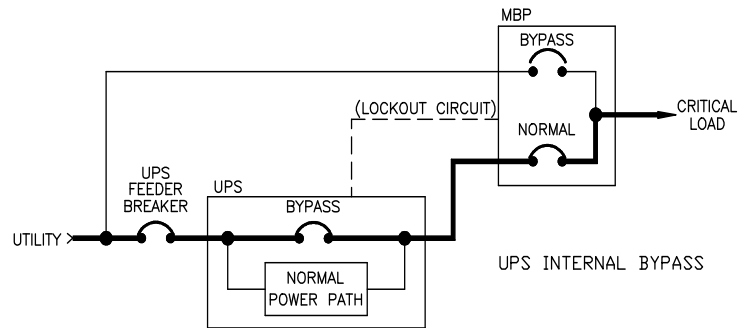 MBP
BYPASS
(LOCKOUT CIRCUIT)
CRITICAL
LOAD
NORMAL
UPS
FEEDER
BREAKER
UPS
BYPASS
UTILITY
NORMAL
POWER PATH
UPS INTERNAL BYPASS